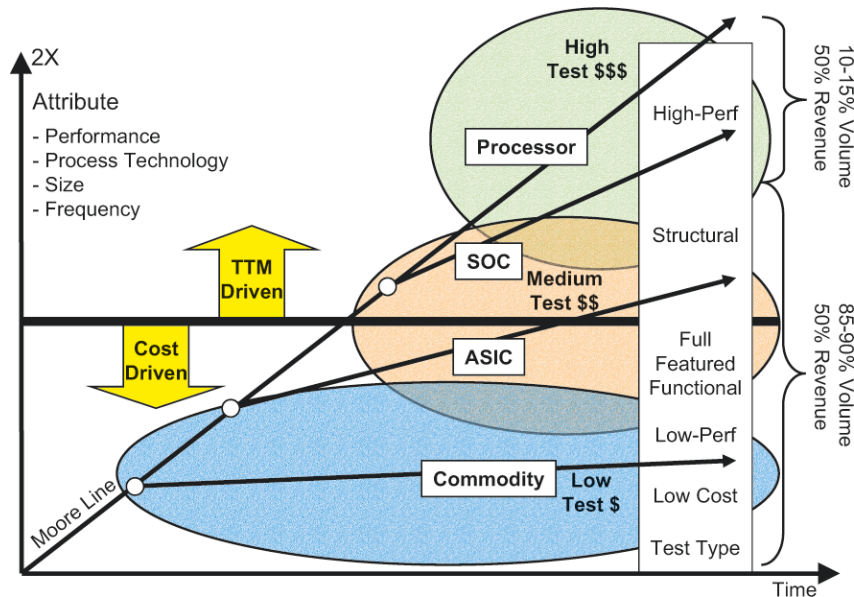 2X
Attribute
- Performance
- Process Technology
- Size
- Frequency
TTM
Driven
Cost
Driven
Moore Line
High
Test $$$
Processor
SOC
Medium
Test $$
ASIC
Commodity
Low
Test $
High-Perf
Structural
Full
Featured
Functional
Low-Perf
Low Cost
Test Type
10-15% Volume
50% Revenue
85-90% Volume
50% Revenue
Time